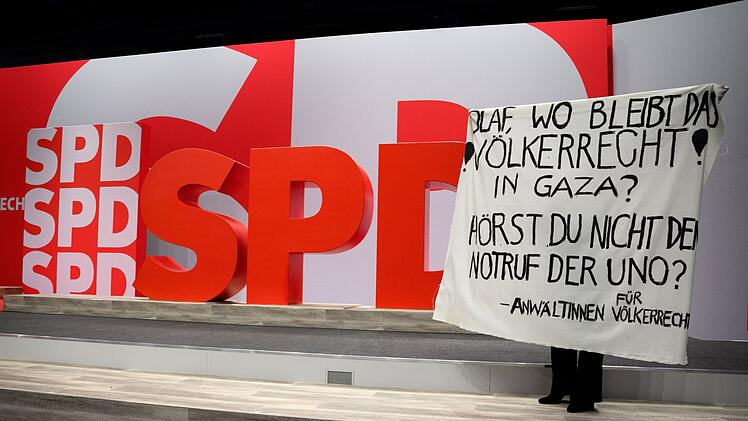 ECH
SPD
SPD
SPD
SPD
OLAF, WO BLEIBT DAS
VÖLKERRECHT!
IN GAZA?
HÖRST DU NICHT DEN
NOTRUF DER UNO?
– ANWÄLTINNEN FÜR VÖLKERRECHT